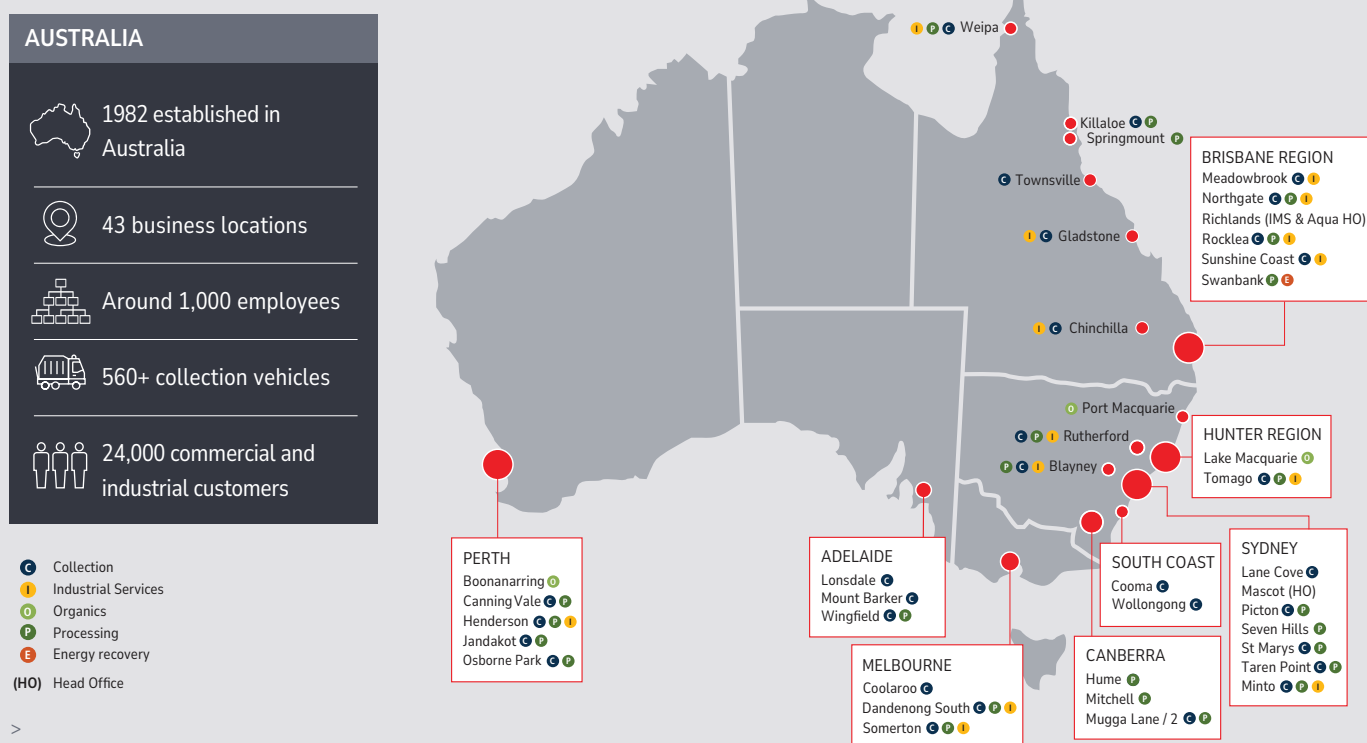 AUSTRALIA
1982 established in
Australia
43 business locations
Around 1,000 employees
560+ collection vehicles
24,000 commercial and
industrial customers
C Collection
I Industrial Services
O Organics
P Processing
E Energy recovery
(HO) Head Office
>
I P C Weipa
Killaloe C P
Springmount P
C Townsville
I C Gladstone
I C Chinchilla
O Port Macquarie
C P I Rutherford
P C I Blayney
BRISBANE REGION
Meadowbrook C I
Northgate C P I
Richlands (IMS & Aqua HO)
Rocklea C P I
Sunshine Coast C I
Swanbank P E
HUNTER REGION
Lake Macquarie O
Tomago C P I
PERTH
Boonanarring O
Canning Vale C P
Henderson C P I
Jandakot C P
Osborne Park C P
ADELAIDE
Lonsdale C
Mount Barker C
Wingfield C P
MELBOURNE
Coolaroo C
Dandenong South C P I
Somerton C P I
SOUTH COAST
Cooma C
Wollongong C
CANBERRA
Hume P
Mitchell P
Mugga Lane / 2 C P
SYDNEY
Lane Cove C
Mascot (HO)
Picton C P
Seven Hills P
St Marys C P
Taren Point C P
Minto C P I